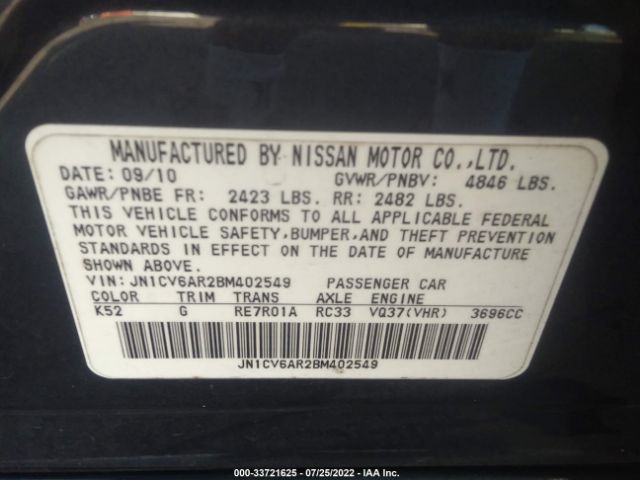 MANUFACTURED BY NISSAN MOTOR CO.,LTD.
DATE: 09/10 GVWR/PNBV: 4846 LBS.
GAWR/PNBE FR: 2423 LBS. RR: 2482 LBS.
THIS VEHICLE CONFORMS TO ALL APPLICABLE FEDERAL
MOTOR VEHICLE SAFETY,BUMPER,AND THEFT PREVENTION
STANDARDS IN EFFECT ON THE DATE OF MANUFACTURE
SHOWN ABOVE.
VIN: JN1CV6AR2BM402549 PASSENGER CAR
COLOR TRIM TRANS AXLE ENGINE
K52 G RE7R01A RC33 VQ37(VHR) 3696CC
JN1CV6AR2BM402549
000-33721625 - 07/25/2022 - IAA Inc.